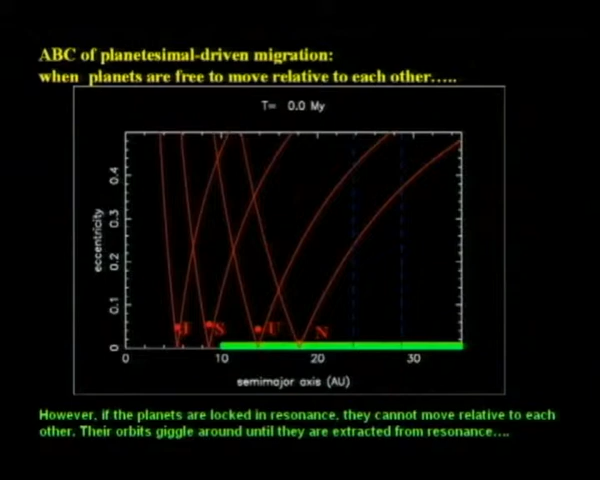 ABC of planetesimal-driven migration:
when planets are free to move relative to each other…..
T= 0.0 My
eccentricity
0.4
0.3
0.2
0.1
0
J
S
U
N
0
10
20
30
semimajor axis (AU)
However, if the planets are locked in resonance, they cannot move relative to each
other. Their orbits giggle around until they are extracted from resonance….